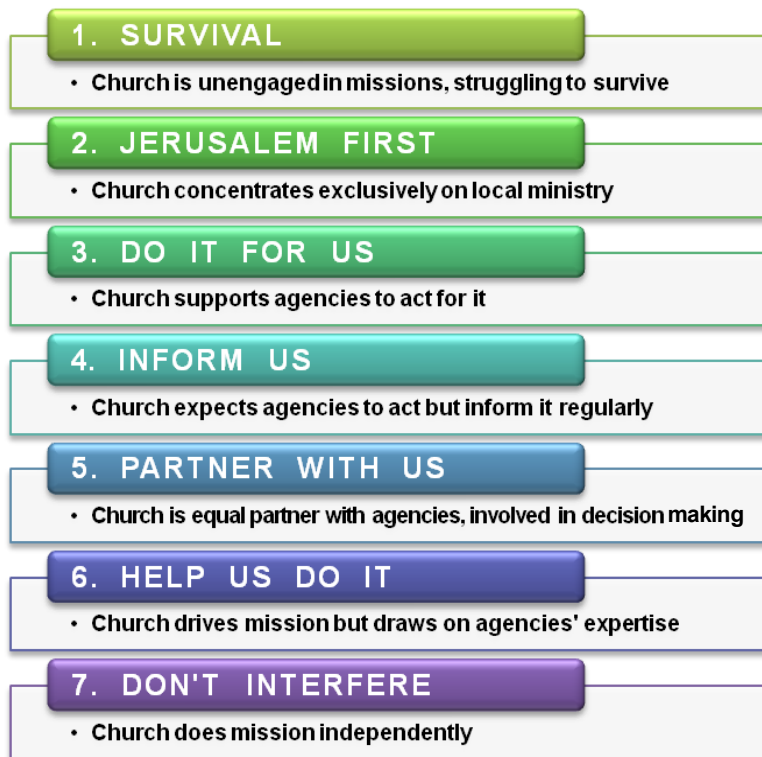 1. SURVIVAL
• Church is unengaged in missions, struggling to survive
2. JERUSALEM FIRST
• Church concentrates exclusively on local ministry
3. DO IT FOR US
• Church supports agencies to act for it
4. INFORM US
• Church expects agencies to act but inform it regularly
5. PARTNER WITH US
• Church is equal partner with agencies, involved in decision making
6. HELP US DO IT
• Church drives mission but draws on agencies' expertise
7. DON'T INTERFERE
• Church does mission independently